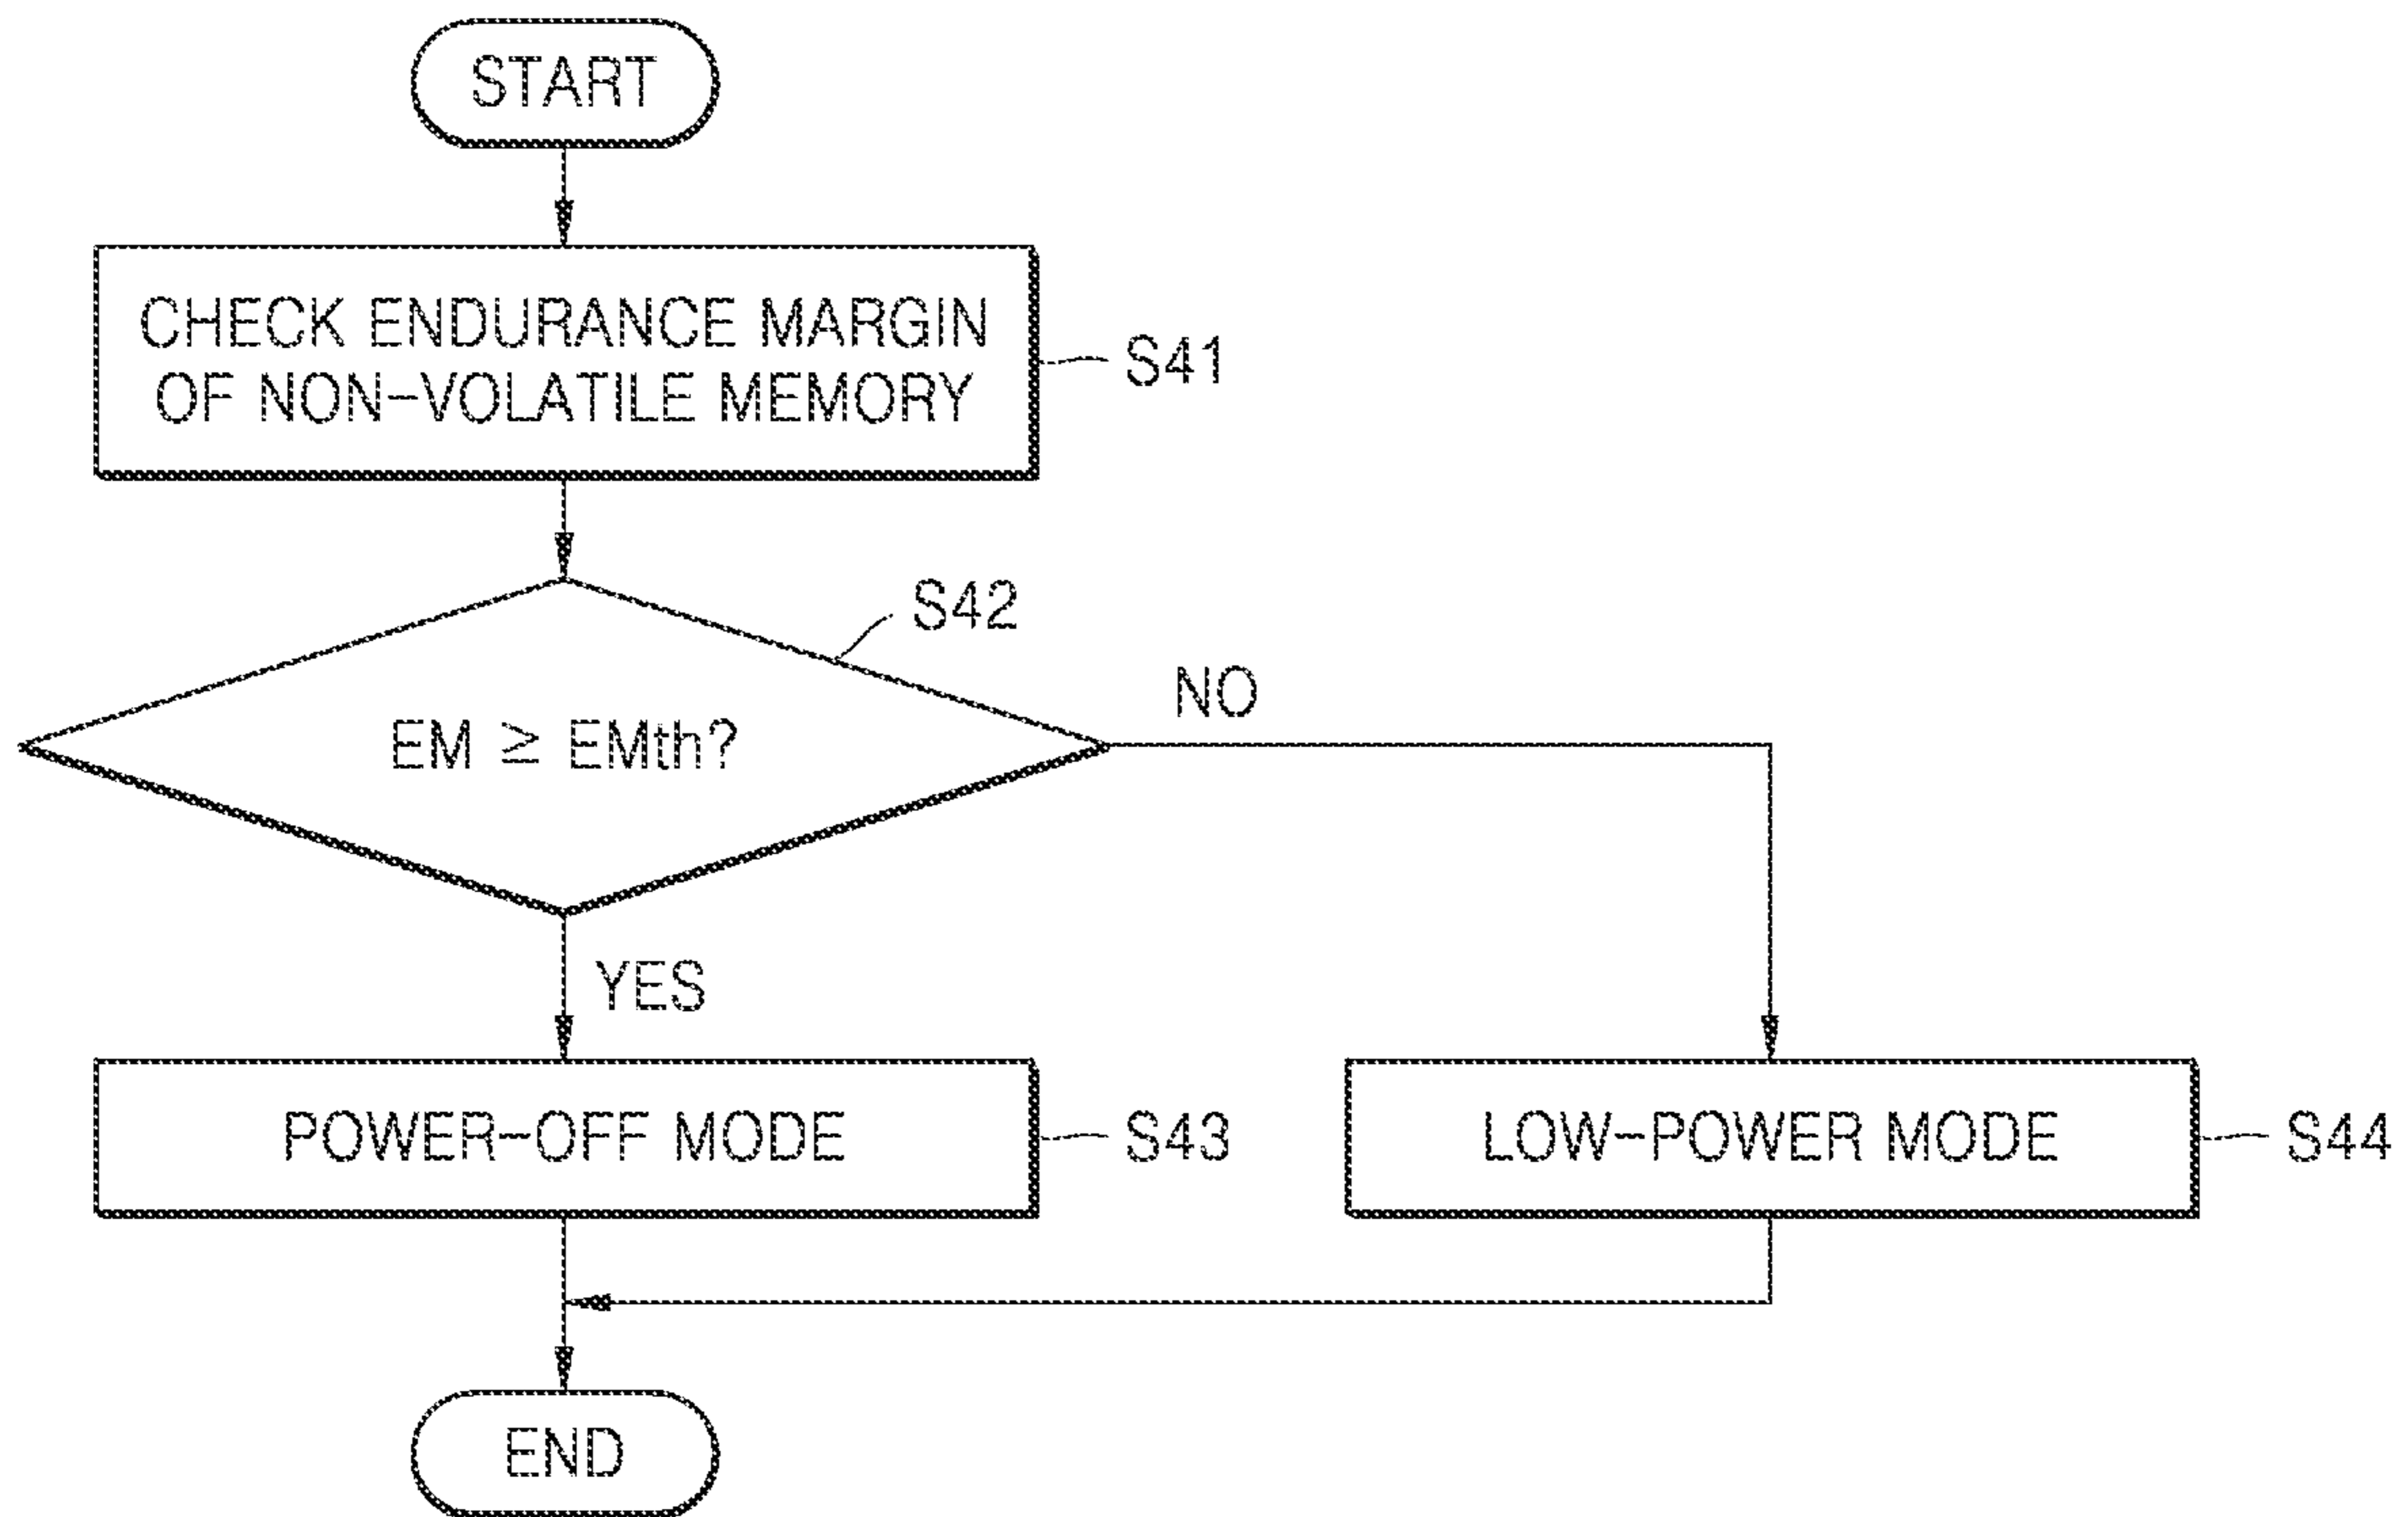 START
CHECK ENDURANCE MARGIN
OF NON-VOLATILE MEMORY
S41
S42
EM ≥ EMth?
NO
YES
POWER-OFF MODE
S43
LOW-POWER MODE
S44
END